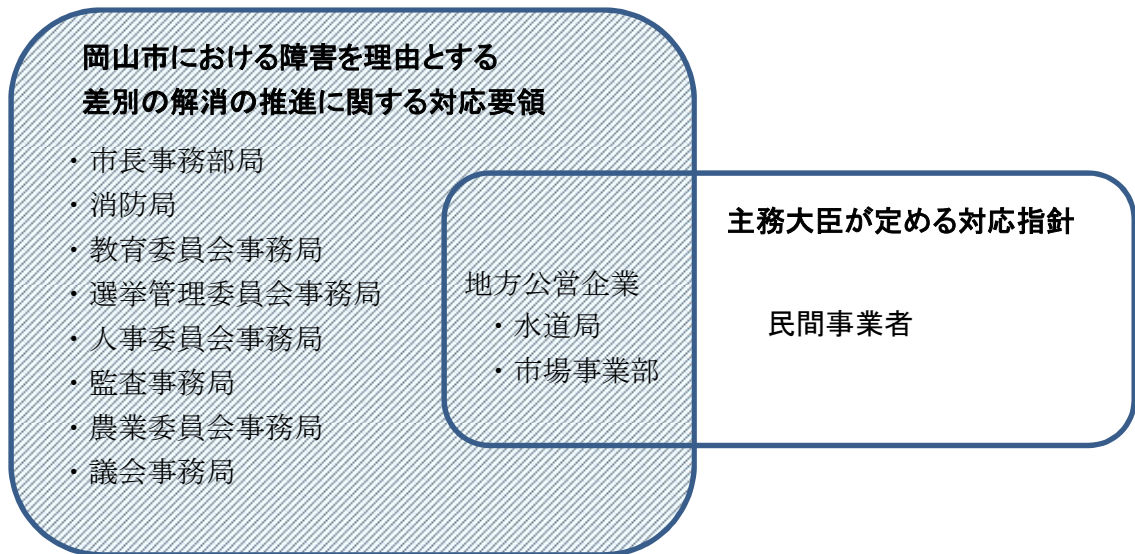 岡山市における障害を理由とする
差別の解消の推進に関する対応要領
・市長事務部局
・消防局
・教育委員会事務局
・選挙管理委員会事務局
・人事委員会事務局
・監査事務局
・農業委員会事務局
・議会事務局
地方公営企業
・水道局
・市場事業部
主務大臣が定める対応指針
民間事業者